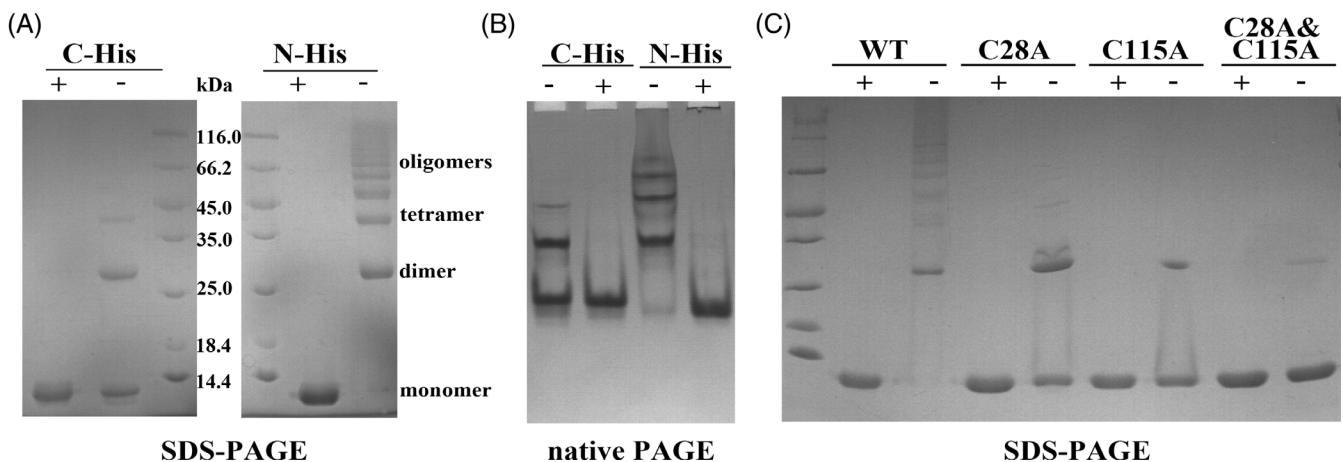 (A)
C-His
N-His
+ - kDa + -
116.0
66.2
45.0
35.0
25.0
18.4
14.4
oligomers
tetramer
dimer
monomer
SDS-PAGE
(B)
C-His N-His
- + - +
native PAGE
(C)
WT C28A C115A C28A&
C115A
+ - + - + - + -
SDS-PAGE